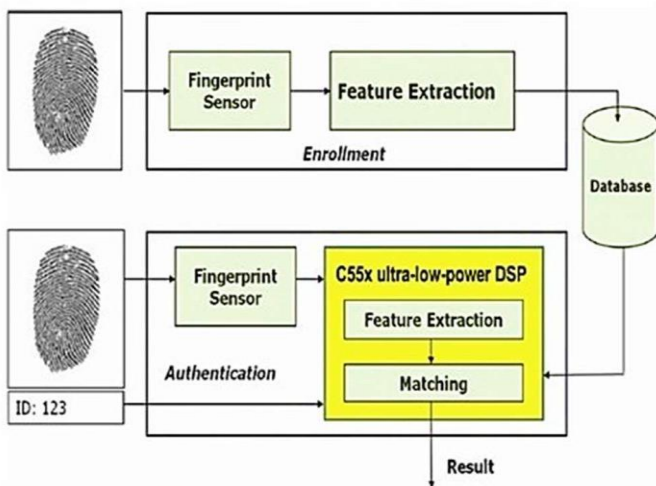 Fingerprint
Sensor
Feature Extraction
Enrollment
Database
Fingerprint
Sensor
C55x ultra-low-power DSP
Feature Extraction
Matching
Authentication
ID: 123
Result